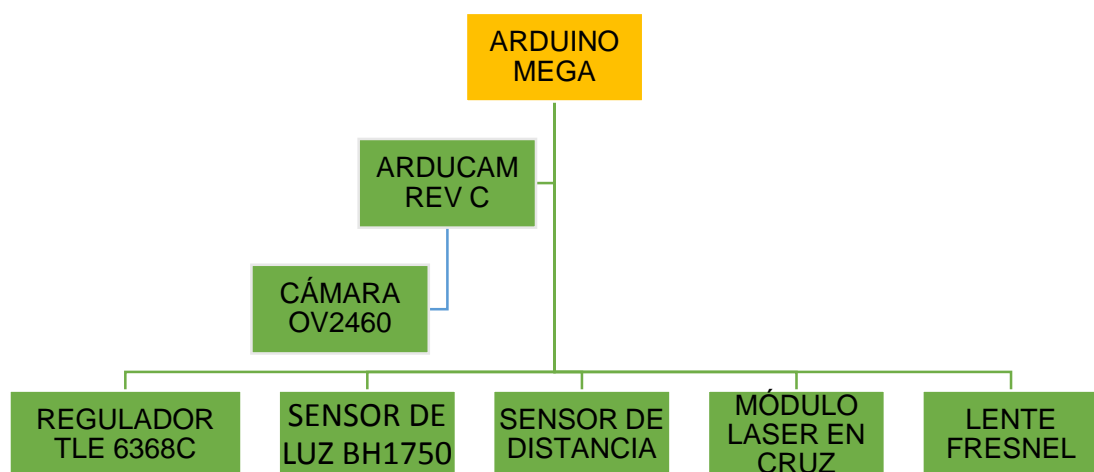 ARDUINO
MEGA
ARDUCAM
REV C
CÁMARA
OV2460
REGULADOR
TLE 6368C
SENSOR DE
LUZ BH1750
SENSOR DE
DISTANCIA
MÓDULO
LASER EN
CRUZ
LENTE
FRESNEL